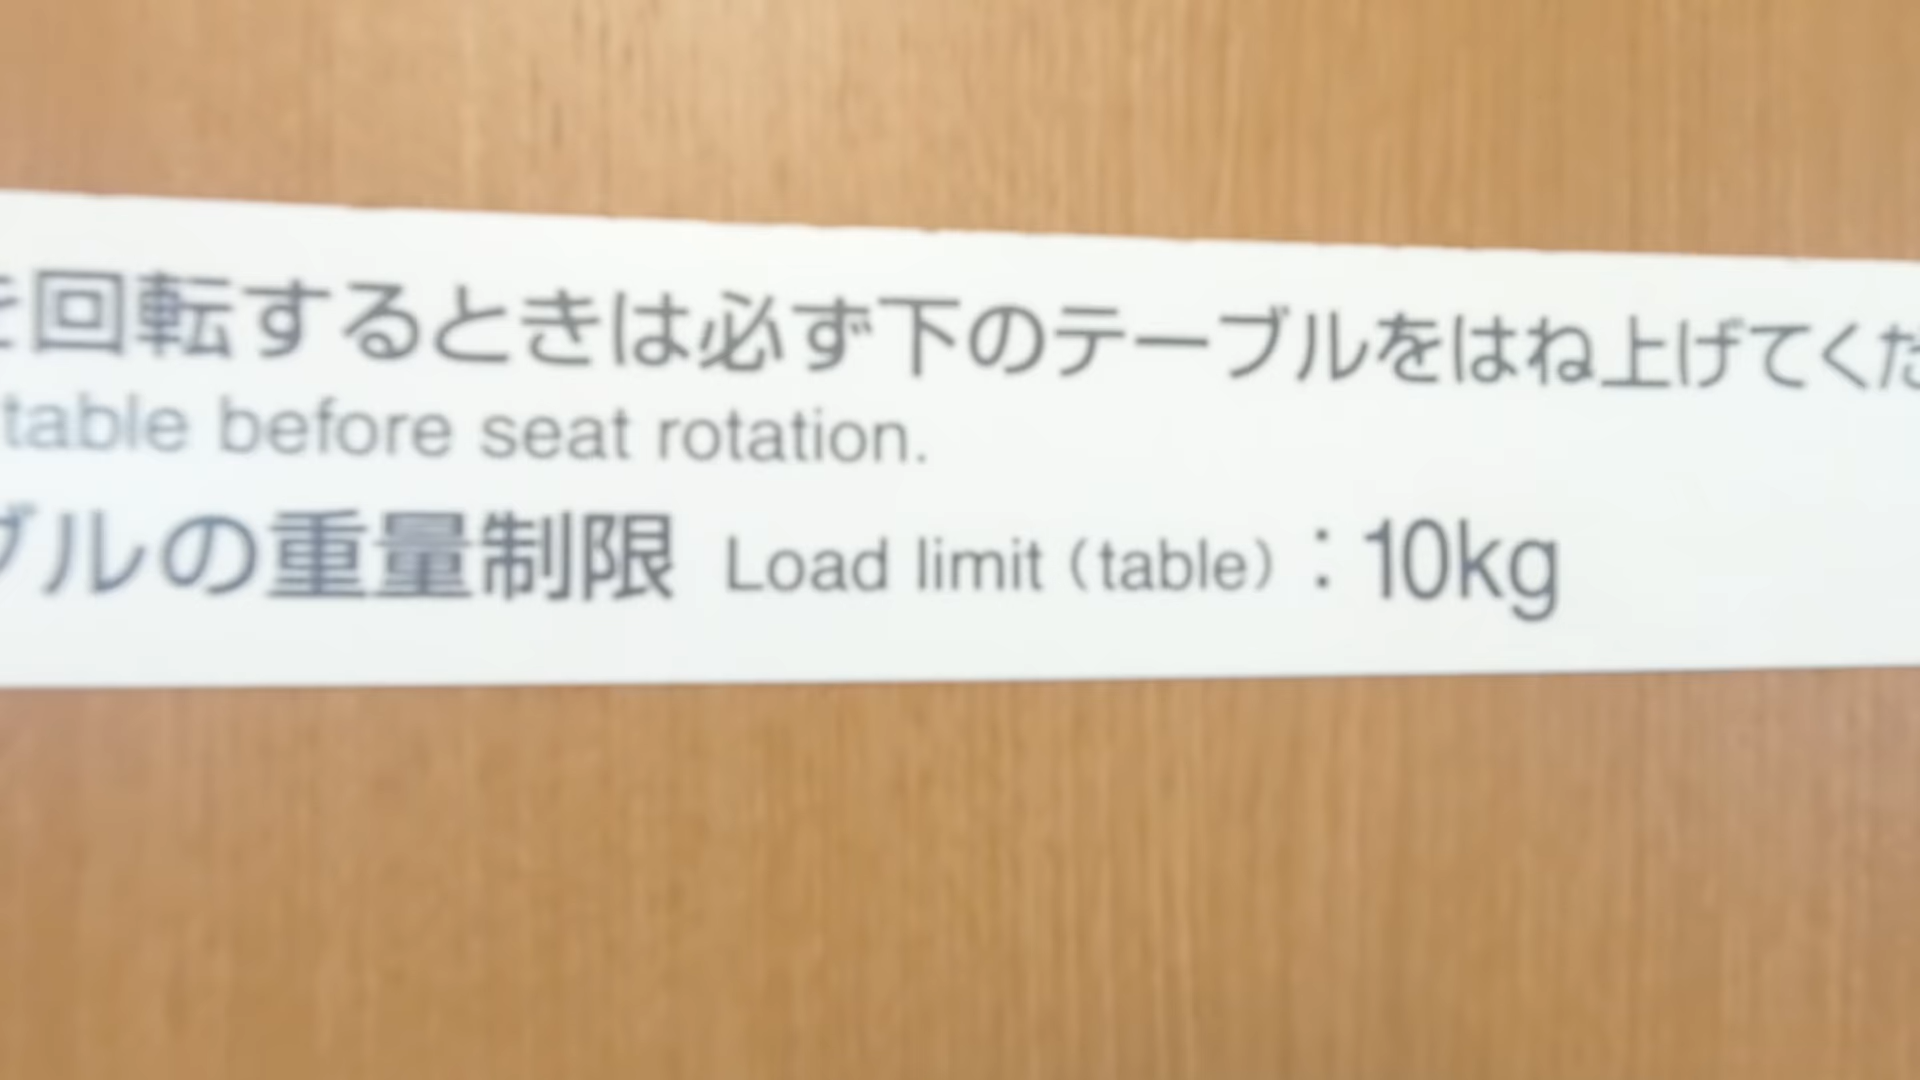 を回転するときは必ず下のテーブルをはね上げてくだ
table before seat rotation.
ブルの重量制限 Load limit (table) : 10kg